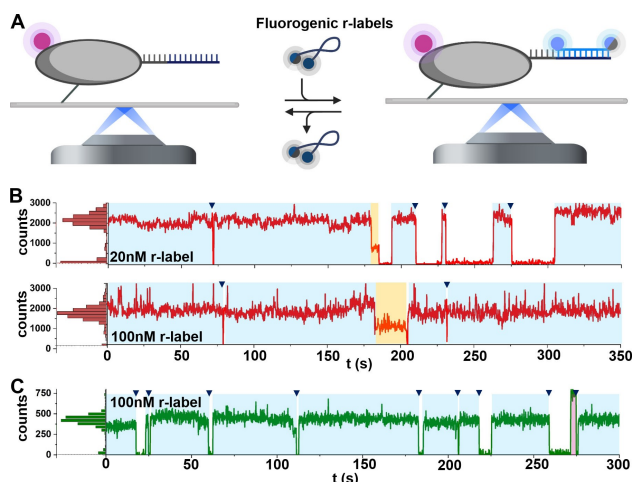 A
Fluorogenic r-labels
B
counts
3000
2000
1000
0
20nM r-label
counts
3000
2000
1000
0
100nM r-label
0 50 100 150 200 250 300 350
t (s)
C
counts
750
500
250
0
100nM r-label
0 50 100 150 200 250 300
t (s)